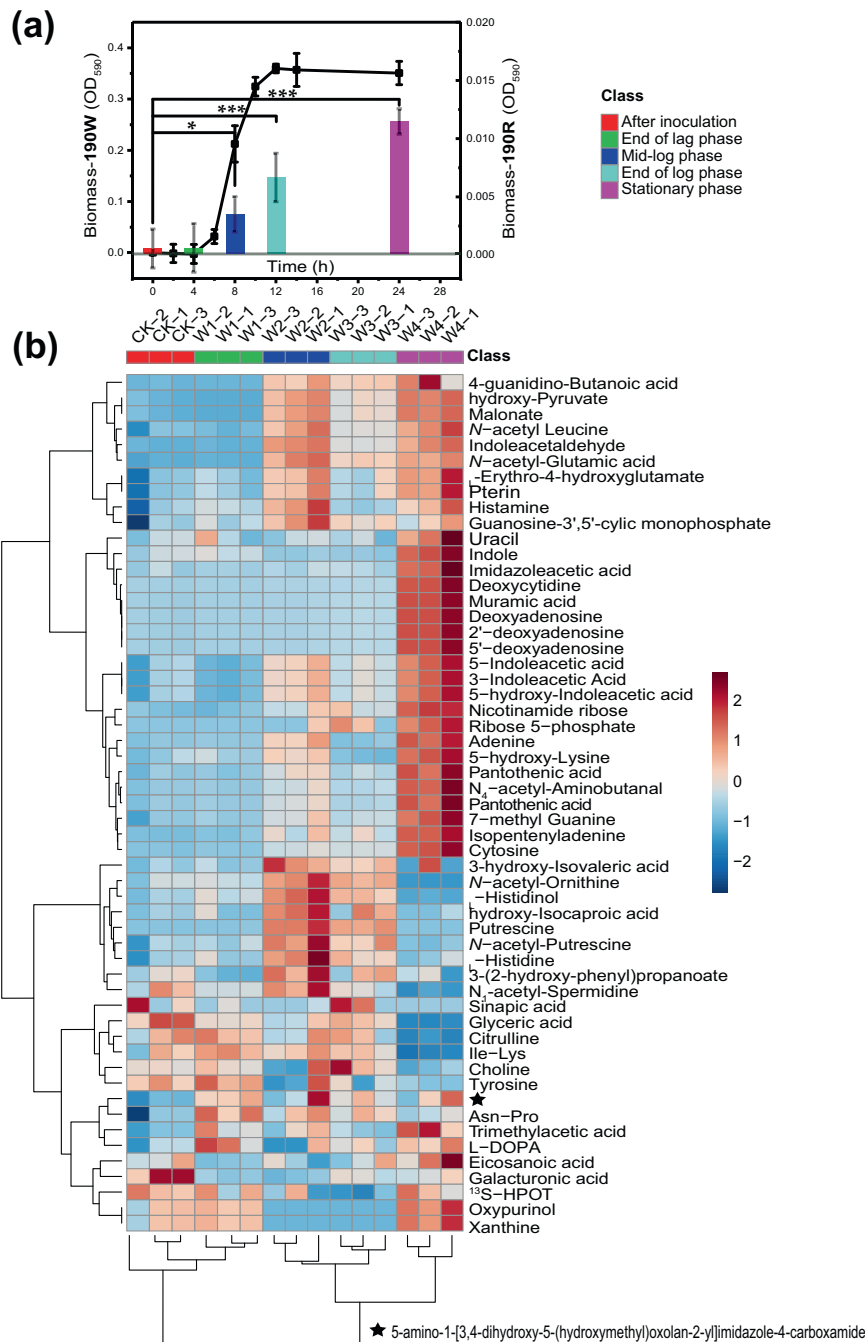 (a)
Biomass-190W (OD590)
0.4
0.3
0.2
0.1
0.0
***
***
*
0.020
0.015
0.010
0.005
0.000
Biomass-190R (OD590)
Time (h)
0 4 8 12 16 20 24 28
Class
After inoculation
End of lag phase
Mid-log phase
End of log phase
Stationary phase
(b)
CK−2 CK−1 CK−3 W1−2 W1−1 W1−3 W2−3 W2−2 W2−1 W3−3 W3−2 W3−1 W4−3 W4−2 W4−1
Class
4-guanidino-Butanoic acid
hydroxy-Pyruvate
Malonate
N−acetyl Leucine
Indoleacetaldehyde
N−acetyl-Glutamic acid
L-Erythro-4-hydroxyglutamate
Pterin
Histamine
Guanosine-3',5'-cylic monophosphate
Uracil
Indole
Imidazoleacetic acid
Deoxycytidine
Muramic acid
Deoxyadenosine
2'−deoxyadenosine
5'−deoxyadenosine
5-Indoleacetic acid
3-Indoleacetic Acid
5-hydroxy-Indoleacetic acid
Nicotinamide ribose
Ribose 5-phosphate
Adenine
5-hydroxy-Lysine
Pantothenic acid
N4−acetyl-Aminobutanal
Pantothenic acid
7-methyl Guanine
Isopentenyladenine
Cytosine
3-hydroxy-Isovaleric acid
N−acetyl-Ornithine
L−Histidinol
hydroxy-Isocaproic acid
Putrescine
N−acetyl-Putrescine
L−Histidine
3-(2-hydroxy-phenyl)propanoate
N1-acetyl-Spermidine
Sinapic acid
Glyceric acid
Citrulline
Ile−Lys
Choline
Tyrosine
★
Asn−Pro
Trimethylacetic acid
L−DOPA
Eicosanoic acid
Galacturonic acid
13S−HPOT
Oxypurinol
Xanthine
2
1
0
−1
−2
★ 5-amino-1-[3,4-dihydroxy-5-(hydroxymethyl)oxolan-2-yl]imidazole-4-carboxamide